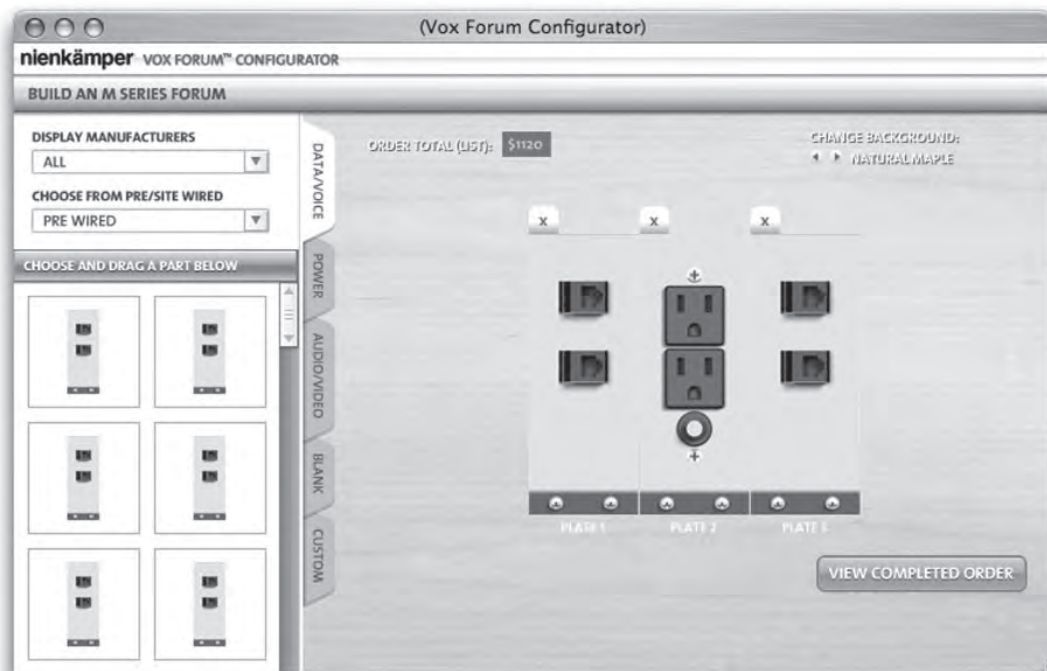 (Vox Forum Configurator)
nienkämper VOX FORUM™ CONFIGURATOR
BUILD AN M SERIES FORUM
DISPLAY MANUFACTURERS
ALL
CHOOSE FROM PRE/SITE WIRED
PRE WIRED
CHOOSE AND DRAG A PART BELOW
DATA/VOICE
POWER
AUDIO/VIDEO
BLANK
CUSTOM
ORDER TOTAL (LIST): $1120
CHANGE BACKGROUND:
NATURAL MAPLE
X X X
PLATE 1 PLATE 2 PLATE 3
VIEW COMPLETED ORDER